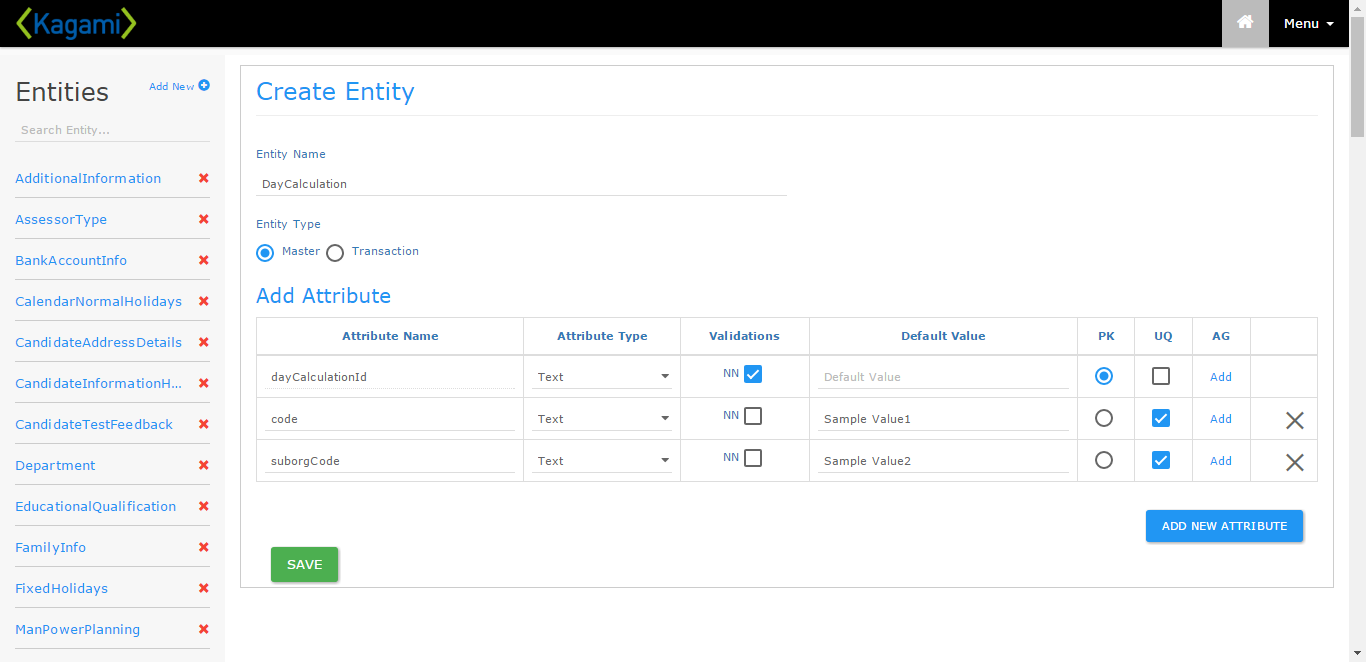 Kagami
Menu
Entities
Add New
Search Entity...
AdditionalInformation
AssessorType
BankAccountInfo
CalendarNormalHolidays
CandidateAddressDetails
CandidateInformationH...
CandidateTestFeedback
Department
EducationalQualification
FamilyInfo
FixedHolidays
ManPowerPlanning
Create Entity
Entity Name
DayCalculation
Entity Type
Master Transaction
Add Attribute
Attribute Name Attribute Type Validations Default Value PK UQ AG
dayCalculationId Text NN Default Value Add
code Text NN Sample Value1 Add
suborgCode Text NN Sample Value2 Add
ADD NEW ATTRIBUTE
SAVE